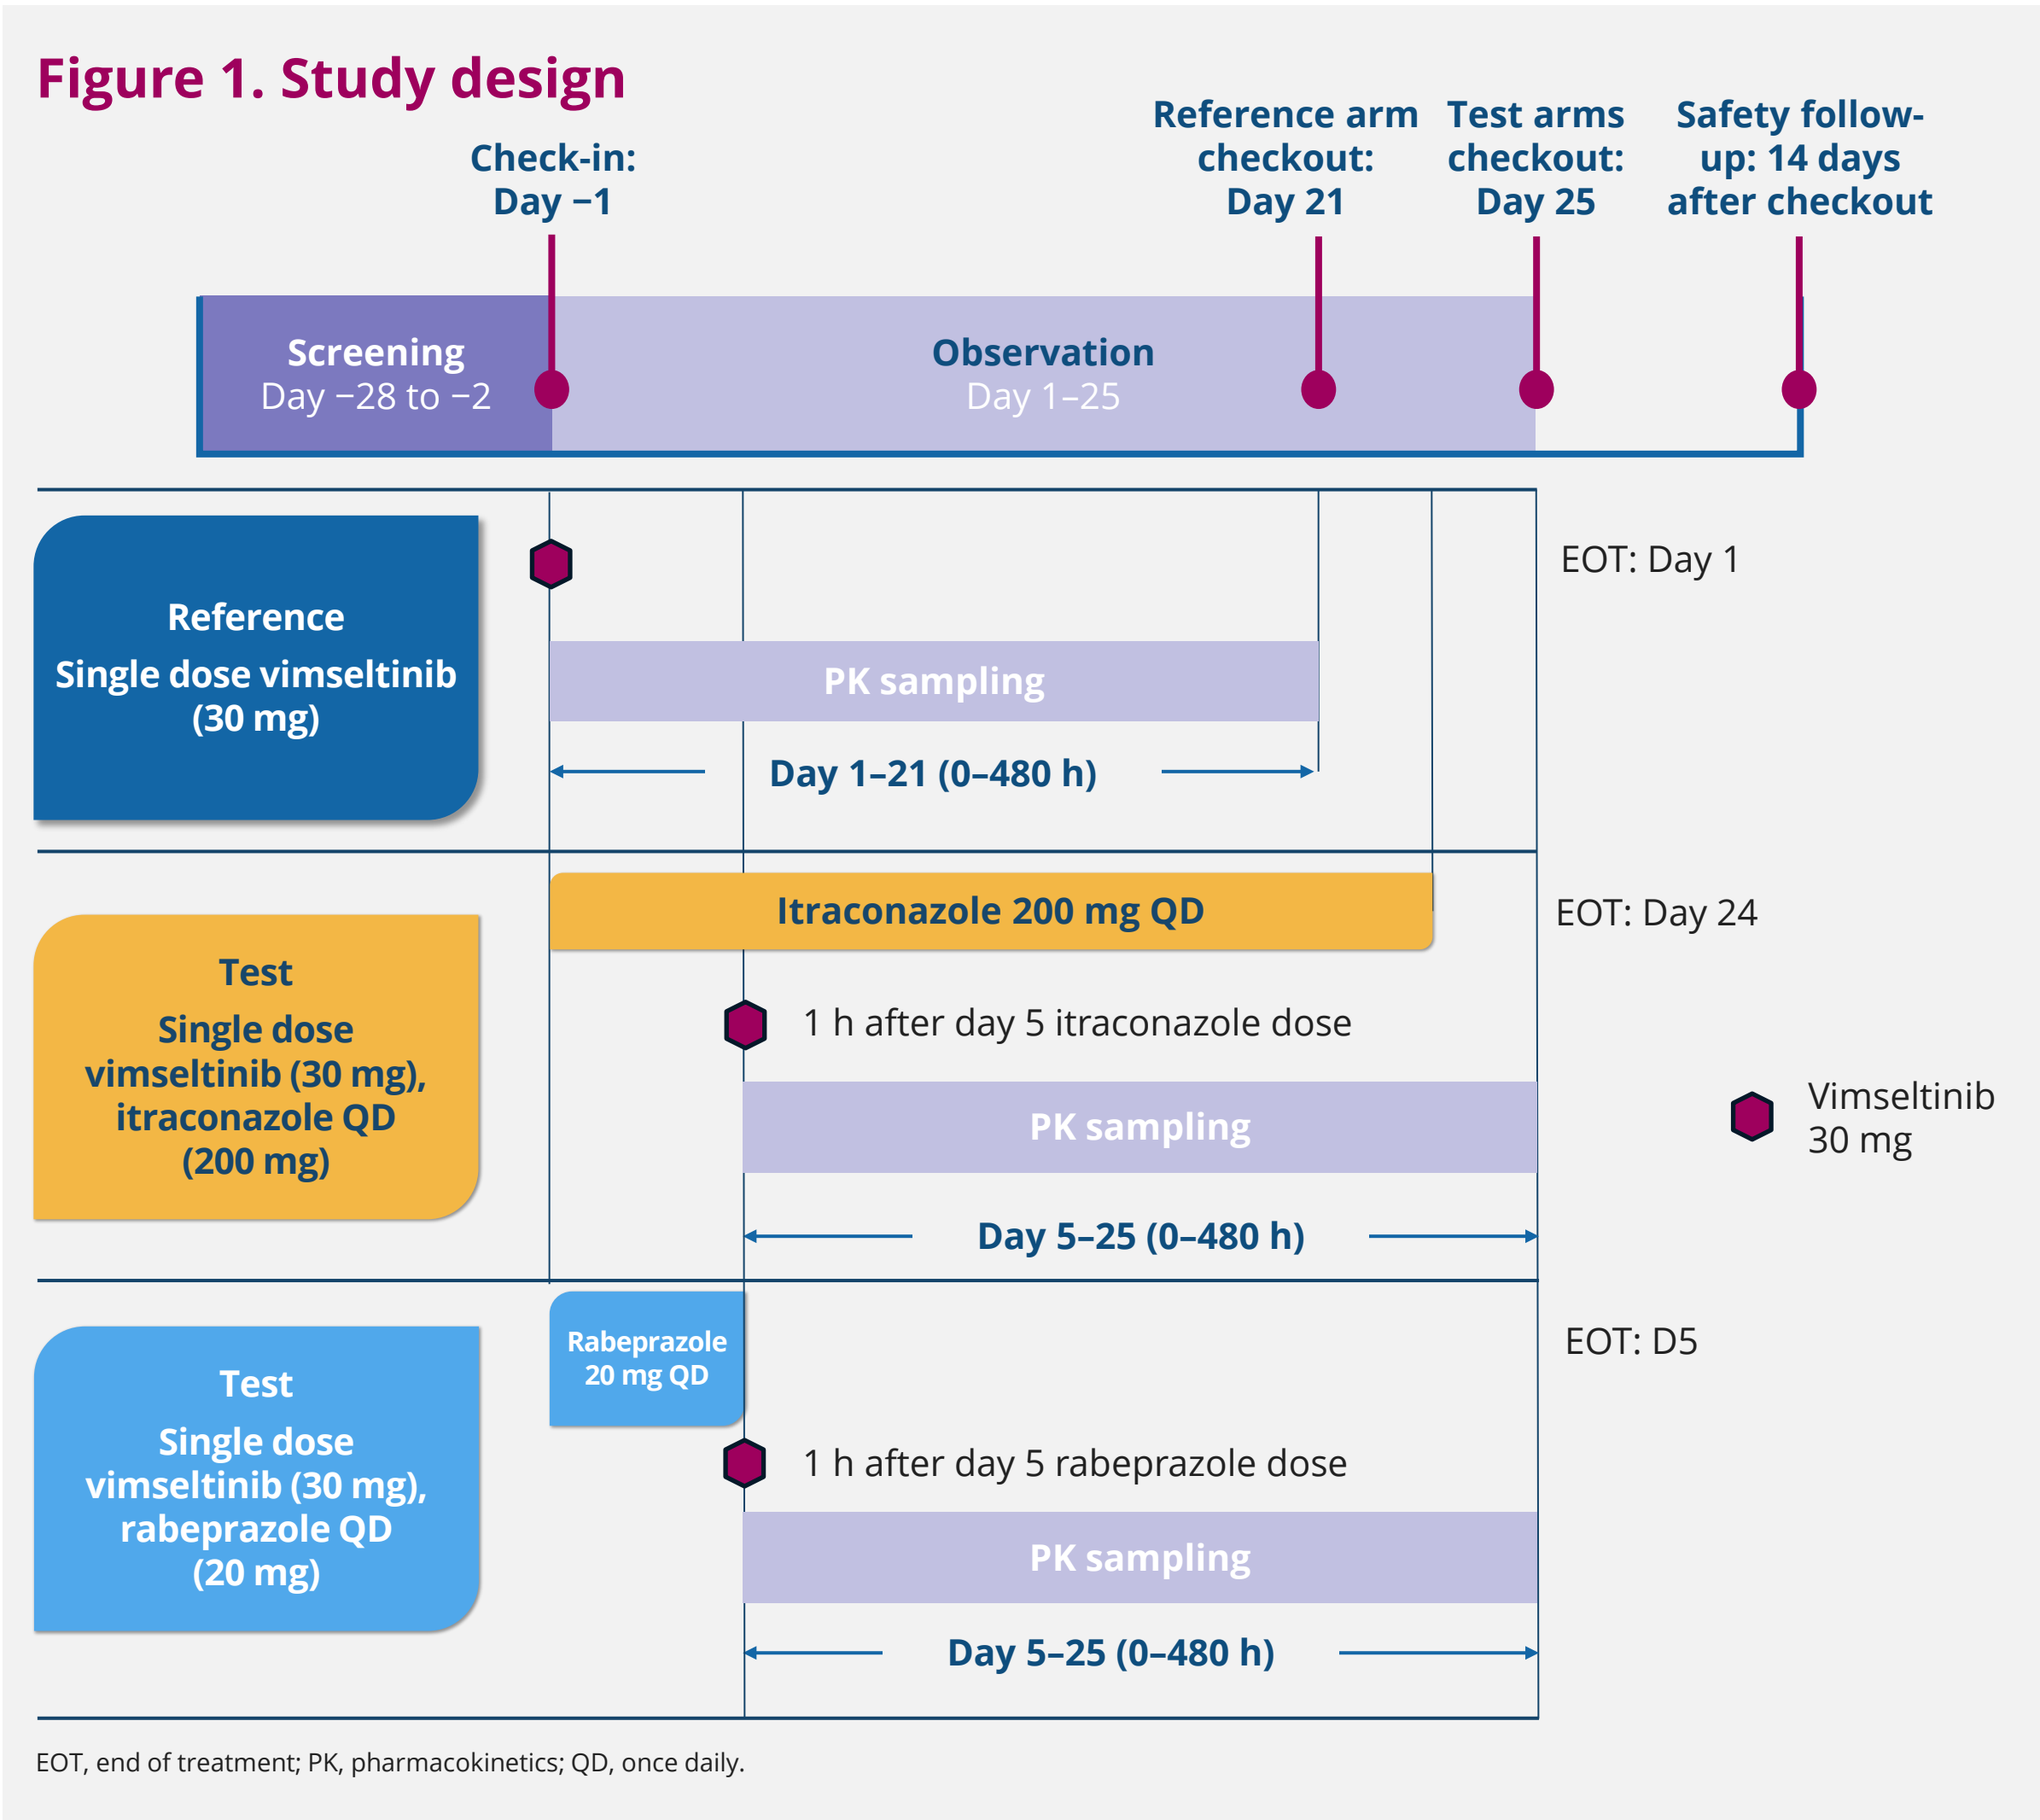 Figure 1. Study design
Check-in:
Day −1
Reference arm
checkout:
Day 21
Test arms
checkout:
Day 25
Safety follow-
up: 14 days
after checkout
Screening
Day −28 to −2
Observation
Day 1–25
Reference
Single dose vimseltinib
(30 mg)
EOT: Day 1
PK sampling
Day 1–21 (0–480 h)
Test
Single dose
vimseltinib (30 mg),
itraconazole QD
(200 mg)
Itraconazole 200 mg QD
EOT: Day 24
1 h after day 5 itraconazole dose
PK sampling
Day 5–25 (0–480 h)
Vimseltinib
30 mg
Test
Single dose
vimseltinib (30 mg),
rabeprazole QD
(20 mg)
Rabeprazole
20 mg QD
EOT: D5
1 h after day 5 rabeprazole dose
PK sampling
Day 5–25 (0–480 h)
EOT, end of treatment; PK, pharmacokinetics; QD, once daily.